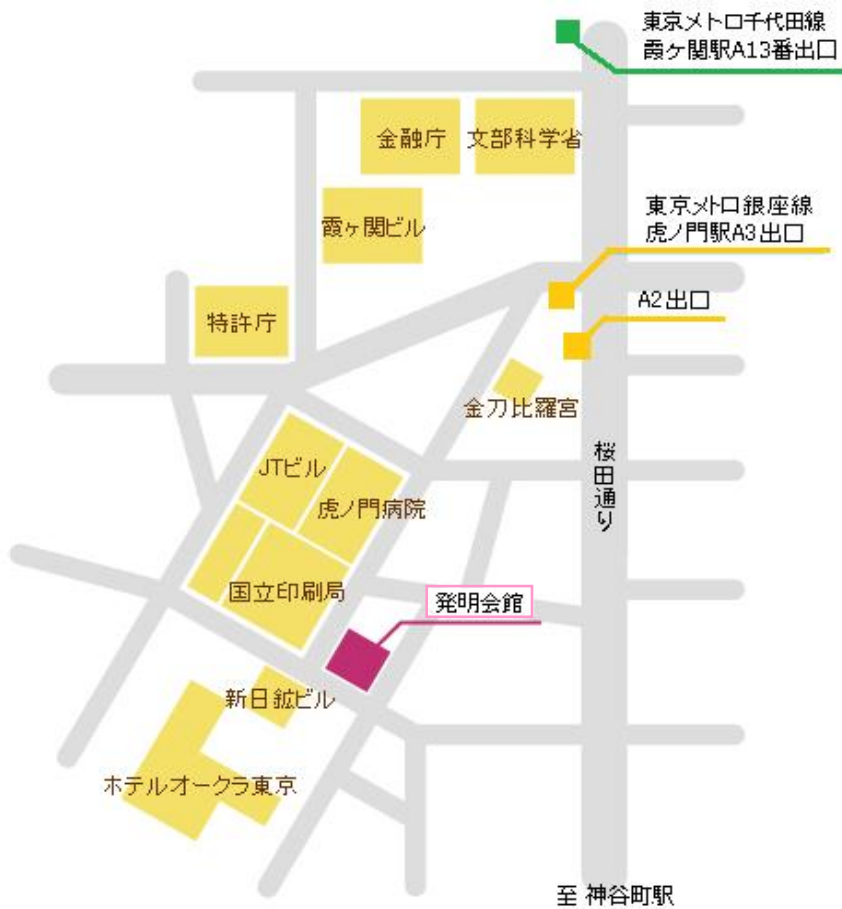 東京メトロ千代田線
霞ヶ関駅A13番出口
金融庁
文部科学省
霞ヶ関ビル
東京メトロ銀座線
虎ノ門駅A3出口
A2出口
特許庁
金刀比羅宮
桜田通り
JTビル
虎ノ門病院
国立印刷局
発明会館
新日鉱ビル
ホテルオークラ東京
至 神谷町駅